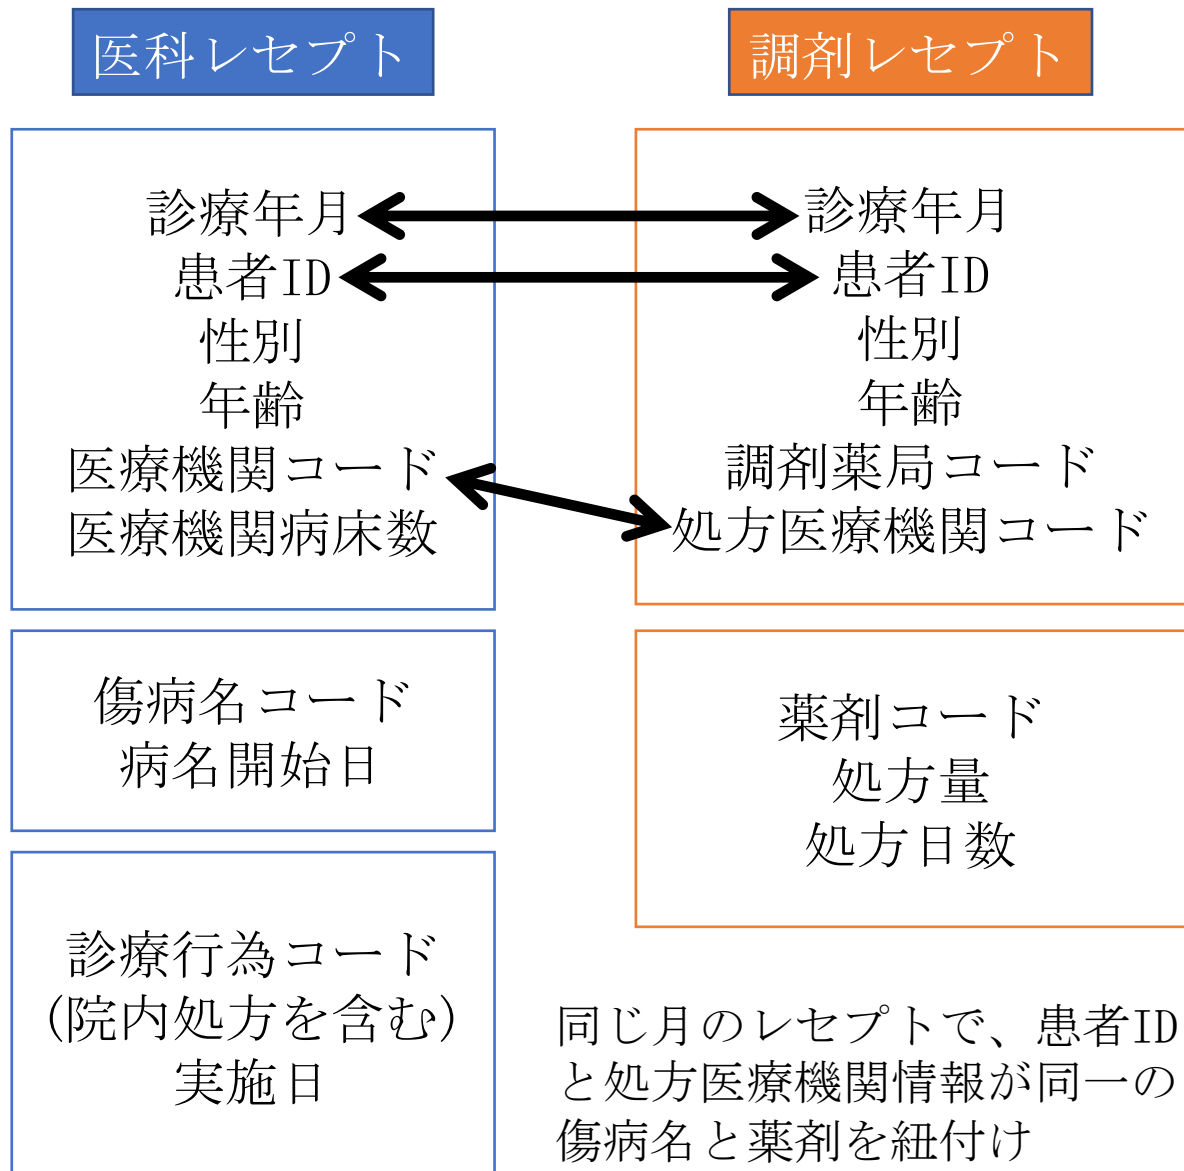 医科レセプト
診療年月
患者ID
性別
年齢
医療機関コード
医療機関病床数
傷病名コード
病名開始日
診療行為コード
(院内処方を含む)
実施日
調剤レセプト
診療年月
患者ID
性別
年齢
調剤薬局コード
処方医療機関コード
薬剤コード
処方量
処方日数
同じ月のレセプトで、患者ID
と処方医療機関情報が同一の
傷病名と薬剤を紐付け